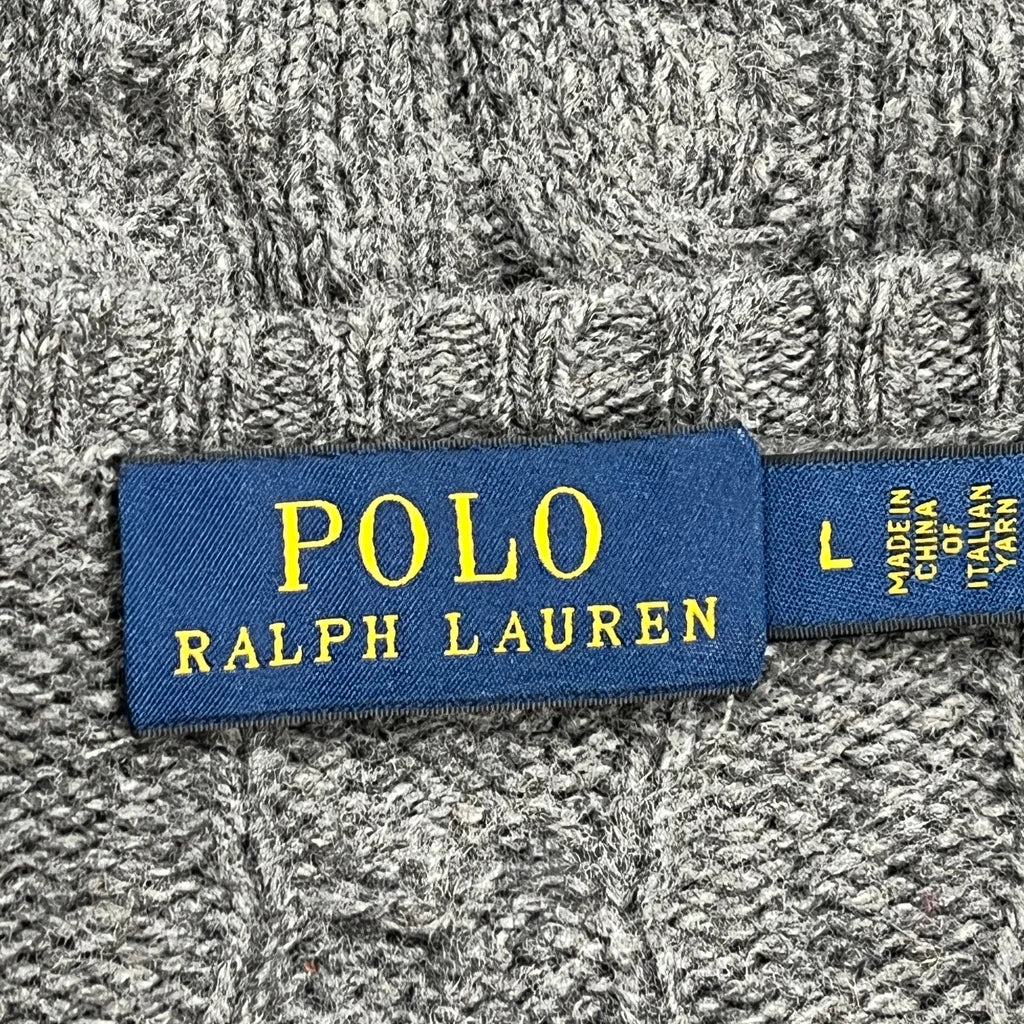 POLO
RALPH LAUREN
L
MADE IN
CHINA
OF
ITALIAN
YARN